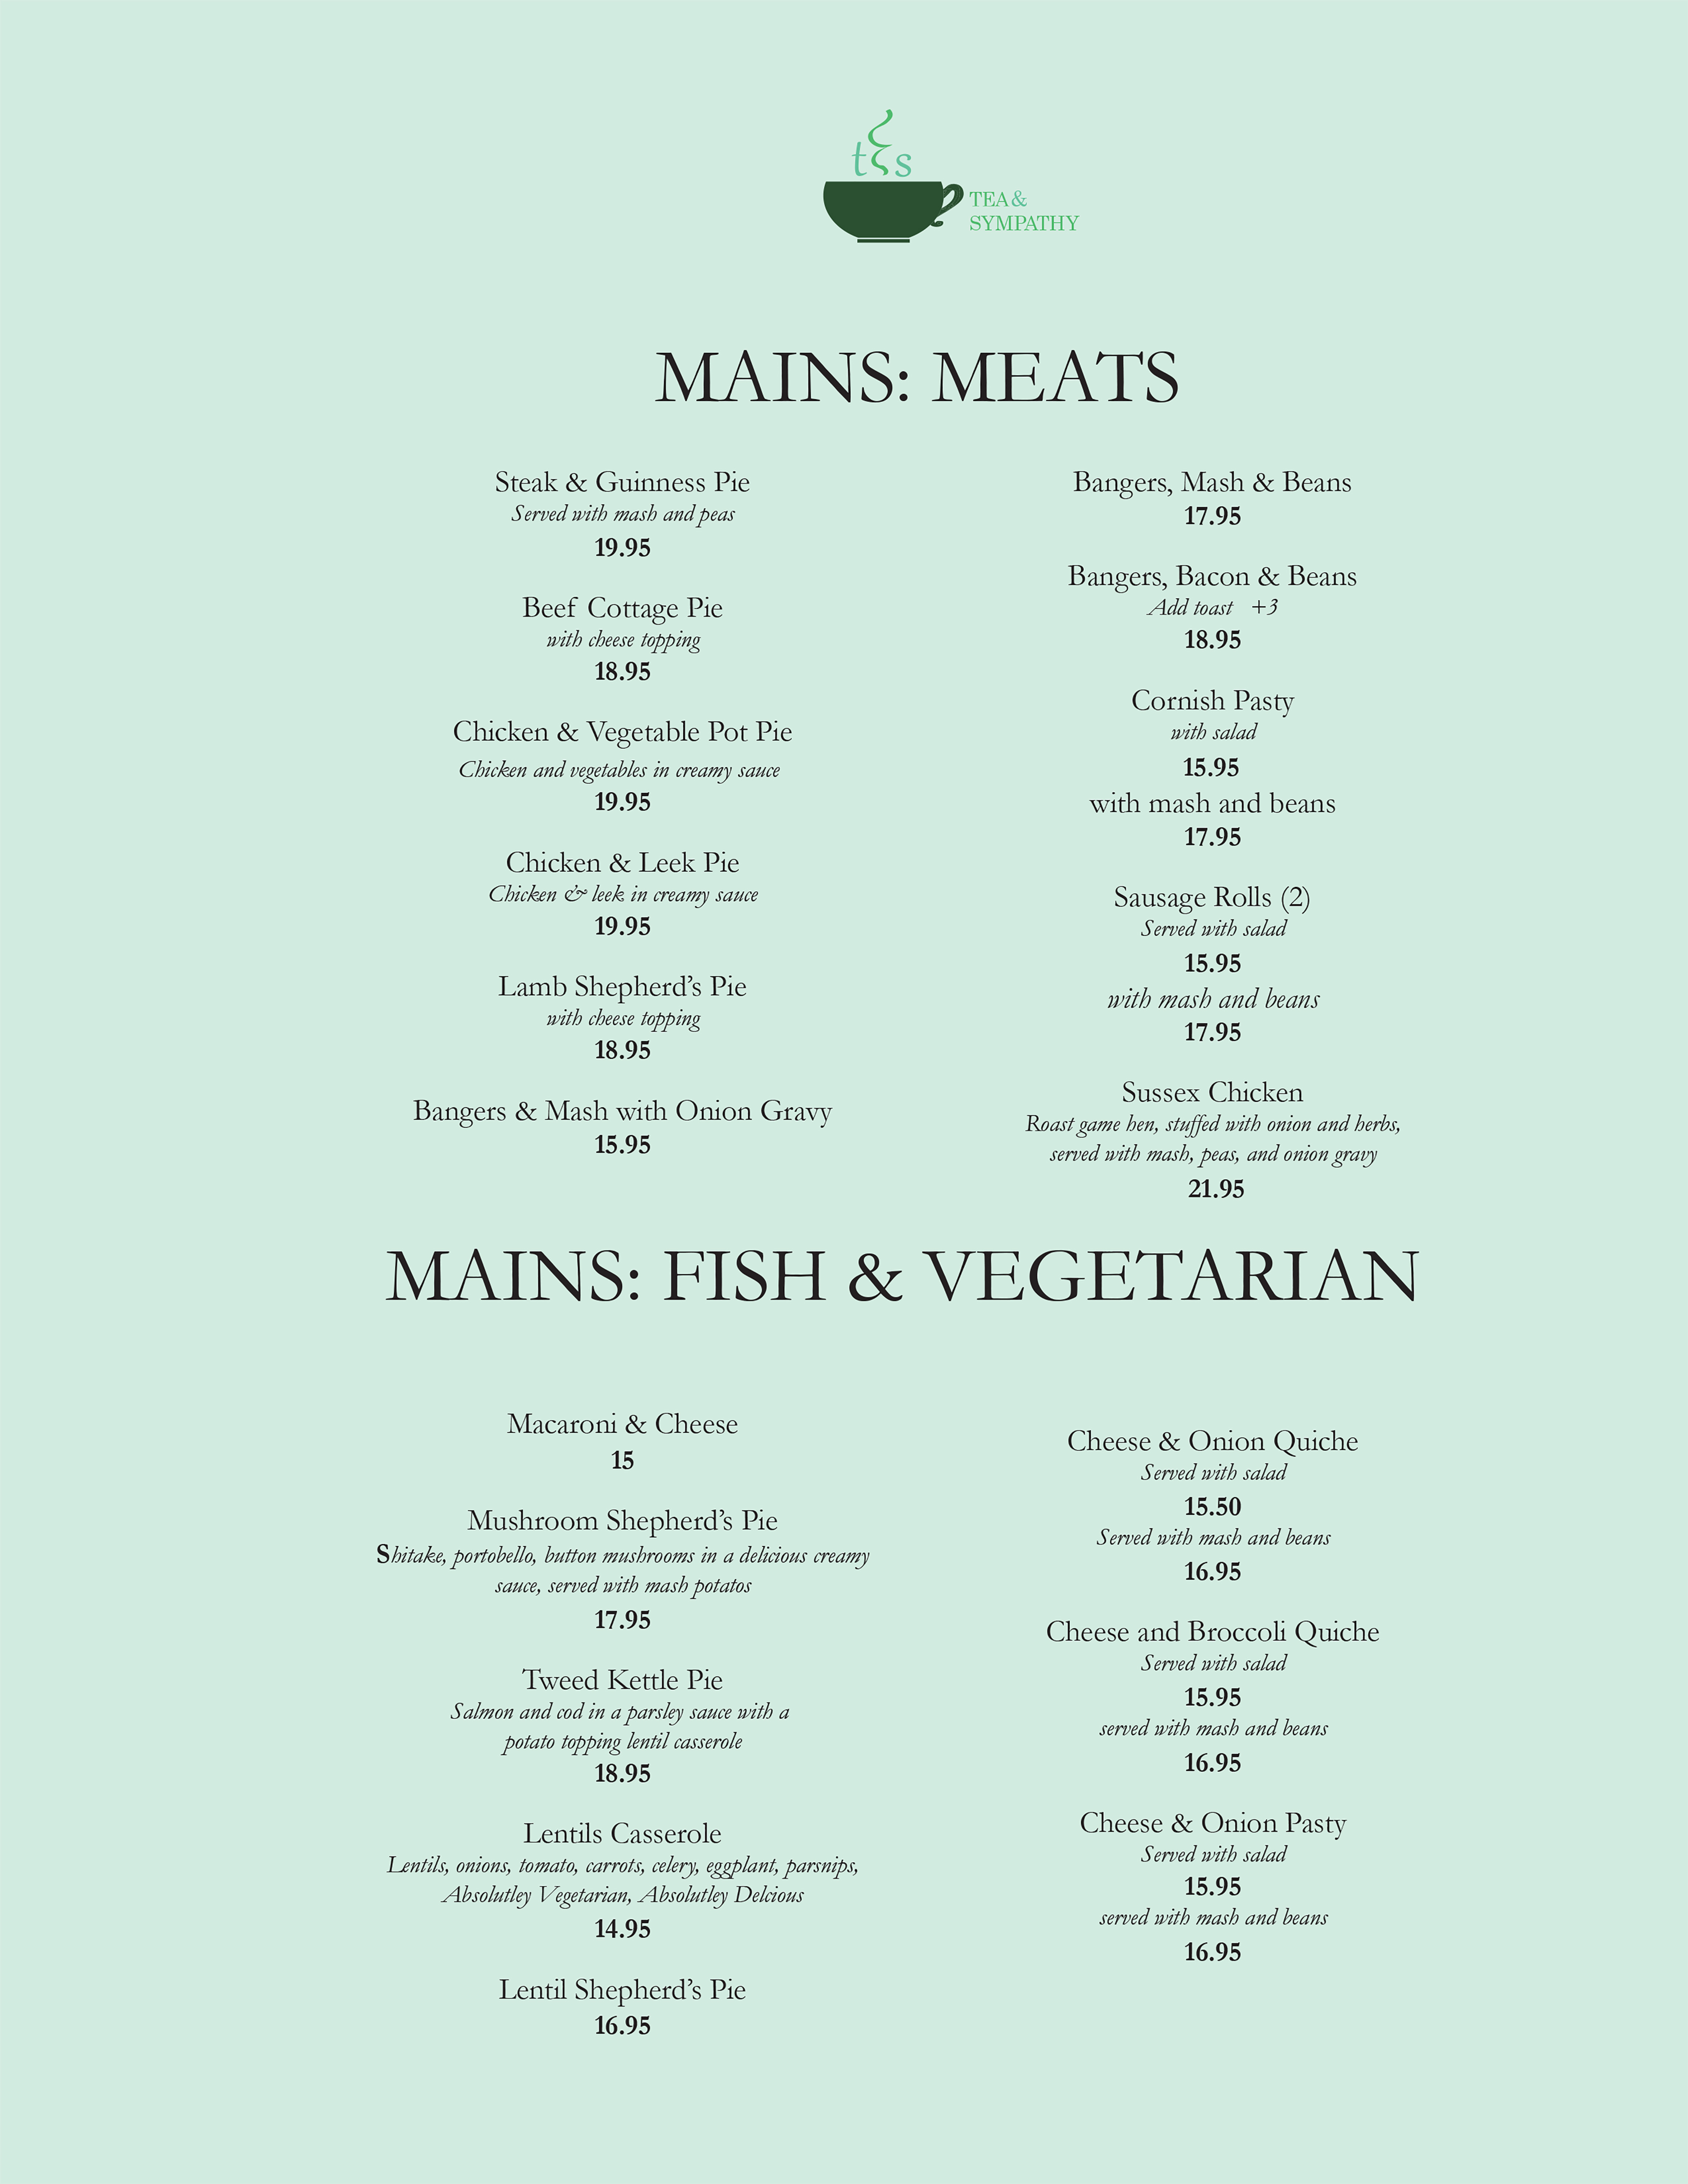 t&s
TEA &
SYMPATHY
MAINS: MEATS
Steak & Guinness Pie
Served with mash and peas
19.95
Beef Cottage Pie
with cheese topping
18.95
Chicken & Vegetable Pot Pie
Chicken and vegetables in creamy sauce
19.95
Chicken & Leek Pie
Chicken & leek in creamy sauce
19.95
Lamb Shepherd’s Pie
with cheese topping
18.95
Bangers & Mash with Onion Gravy
15.95
Bangers, Mash & Beans
17.95
Bangers, Bacon & Beans
Add toast +3
18.95
Cornish Pasty
with salad
15.95
with mash and beans
17.95
Sausage Rolls (2)
Served with salad
15.95
with mash and beans
17.95
Sussex Chicken
Roast game hen, stuffed with onion and herbs,
served with mash, peas, and onion gravy
21.95
MAINS: FISH & VEGETARIAN
Macaroni & Cheese
15
Mushroom Shepherd’s Pie
Shitake, portobello, button mushrooms in a delicious creamy
sauce, served with mash potatos
17.95
Tweed Kettle Pie
Salmon and cod in a parsley sauce with a
potato topping lentil casserole
18.95
Lentils Casserole
Lentils, onions, tomato, carrots, celery, eggplant, parsnips,
Absolutley Vegetarian, Absolutley Delcious
14.95
Lentil Shepherd’s Pie
16.95
Cheese & Onion Quiche
Served with salad
15.50
Served with mash and beans
16.95
Cheese and Broccoli Quiche
Served with salad
15.95
served with mash and beans
16.95
Cheese & Onion Pasty
Served with salad
15.95
served with mash and beans
16.95